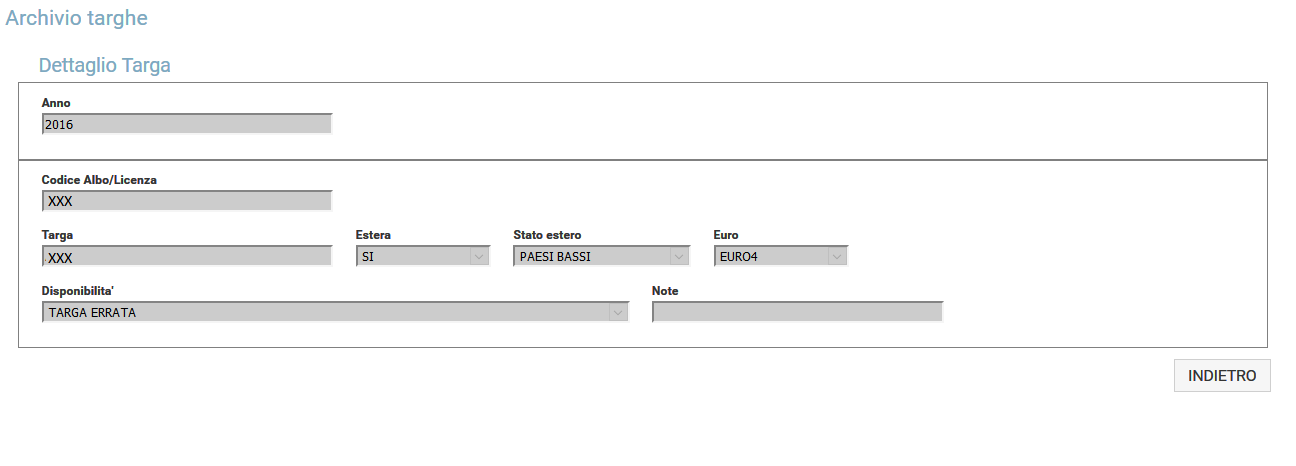 Archivio targhe
Dettaglio Targa
Anno
2016
Codice Albo/Licenza
XXX
Targa Estera Stato estero Euro
XXX SI PAESI BASSI EURO4
Disponibilita' Note
TARGA ERRATA
INDIETRO